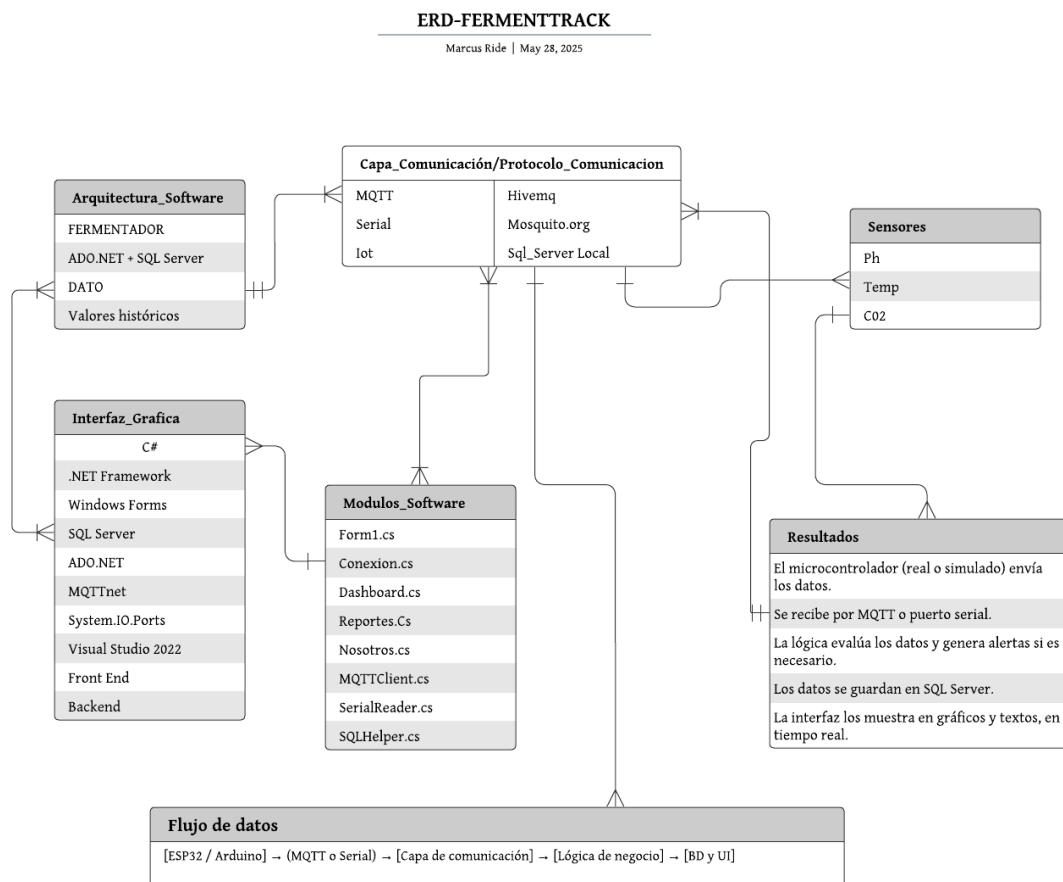 ERD-FERMENTTRACK
Marcus Ride | May 28, 2025
Capa_Comunicación/Protocolo_Comunicacion
MQTT
Hivemq
Serial
Mosquito.org
Iot
Sql_Server Local
Arquitectura_Software
FERMENTADOR
ADO.NET + SQL Server
DATO
Valores históricos
Sensores
Ph
Temp
C02
Interfaz_Grafica
C#
.NET Framework
Windows Forms
SQL Server
ADO.NET
MQTTnet
System.IO.Ports
Visual Studio 2022
Front End
Backend
Modulos_Software
Form1.cs
Conexion.cs
Dashboard.cs
Reportes.Cs
Nosotros.cs
MQTTClient.cs
SerialReader.cs
SQLHelper.cs
Resultados
El microcontrolador (real o simulado) envía
los datos.
Se recibe por MQTT o puerto serial.
La lógica evalúa los datos y genera alertas si es
necesario.
Los datos se guardan en SQL Server.
La interfaz los muestra en gráficos y textos, en
tiempo real.
Flujo de datos
[ESP32 / Arduino] → (MQTT o Serial) → [Capa de comunicación] → [Lógica de negocio] → [BD y UI]